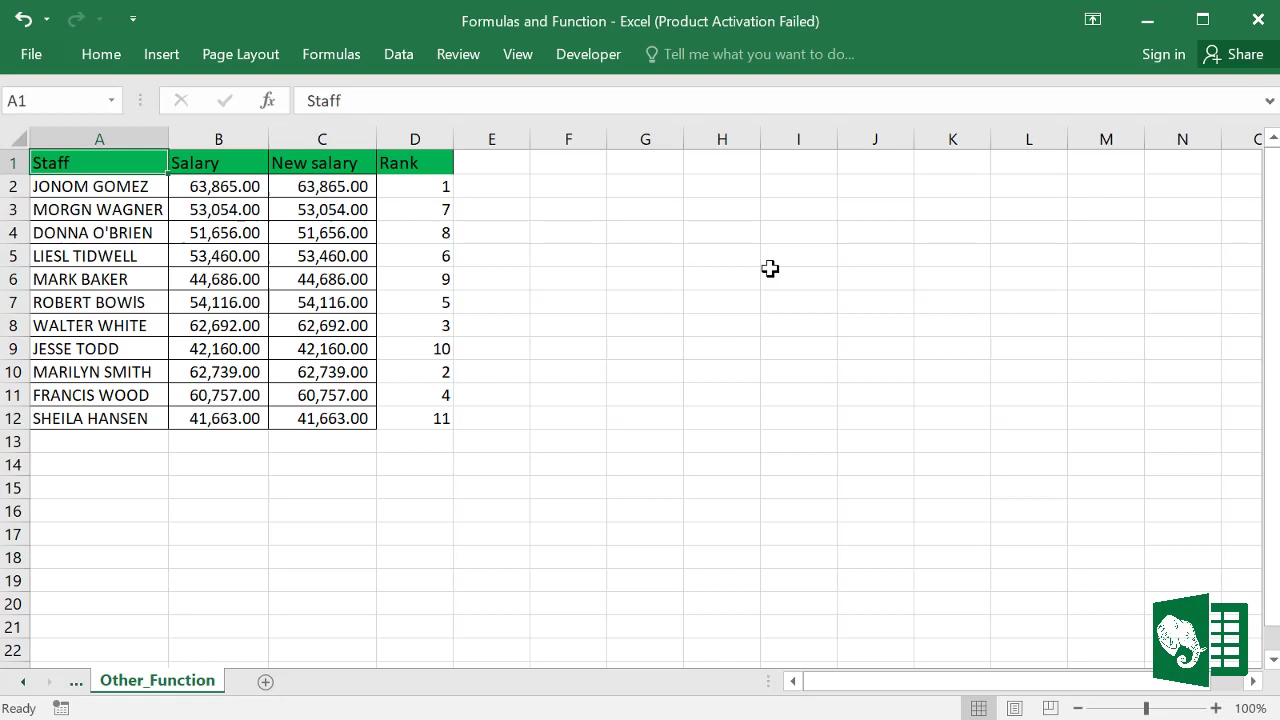 Formulas and Function - Excel (Product Activation Failed)
File Home Insert Page Layout Formulas Data Review View Developer Tell me what you want to do... Sign in Share
A1 fx Staff
A B C D E F G H I J K L M N
1 Staff Salary New salary Rank
2 JONOM GOMEZ 63,865.00 63,865.00 1
3 MORGN WAGNER 53,054.00 53,054.00 7
4 DONNA O'BRIEN 51,656.00 51,656.00 8
5 LIESL TIDWELL 53,460.00 53,460.00 6
6 MARK BAKER 44,686.00 44,686.00 9
7 ROBERT BOWlS 54,116.00 54,116.00 5
8 WALTER WHITE 62,692.00 62,692.00 3
9 JESSE TODD 42,160.00 42,160.00 10
10 MARILYN SMITH 62,739.00 62,739.00 2
11 FRANCIS WOOD 60,757.00 60,757.00 4
12 SHEILA HANSEN 41,663.00 41,663.00 11
13
14
15
16
17
18
19
20
21
22
... Other_Function
Ready 100%